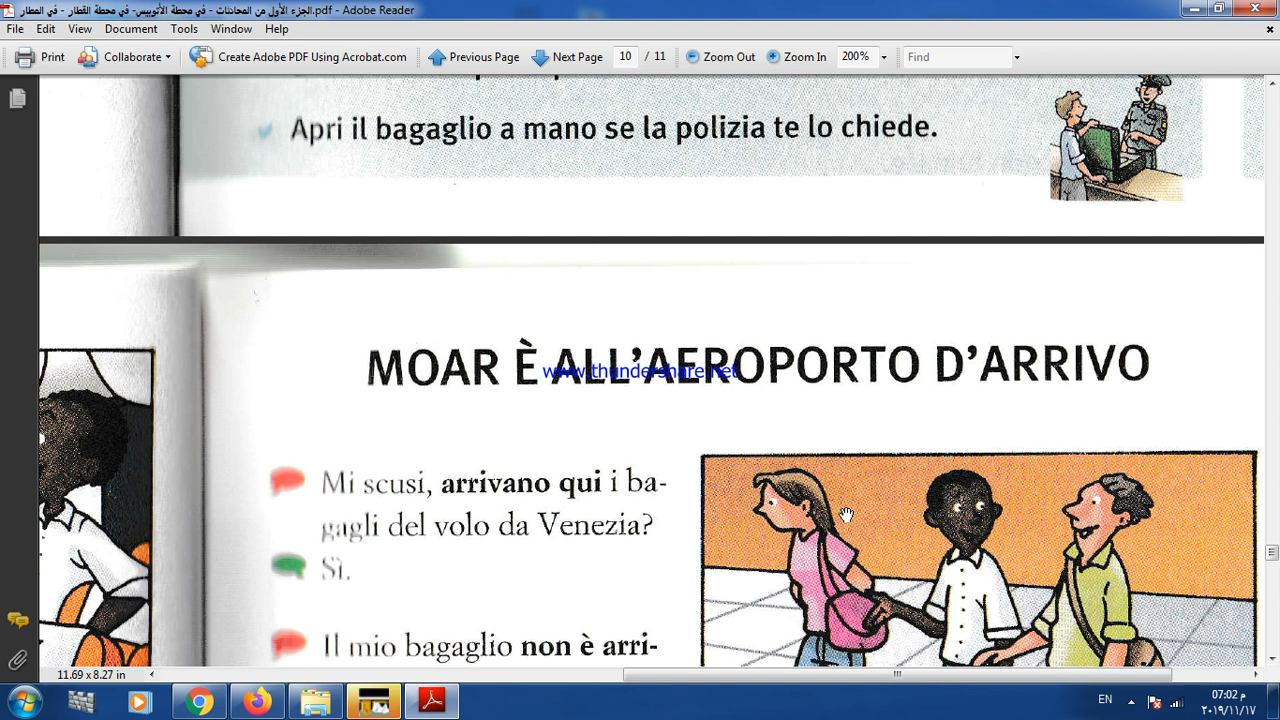 الجزء الأول من المحادثات - في محطة الأتوبيس- في محطة القطار - في المطار.pdf - Adobe Reader
File Edit View Document Tools Window Help
Print Collaborate Create Adobe PDF Using Acrobat.com Previous Page Next Page 10 / 11 Zoom Out Zoom In 200% Find
Apri il bagaglio a mano se la polizia te lo chiede.
MOAR È ALL'AEROPORTO D'ARRIVO
www.thundershare.net
Mi scusi, arrivano qui i ba-
gagli del volo da Venezia?
Sì.
Il mio bagaglio non è arri-
11.69 x 8.27 in
EN
07:02 م
٢٠١٩/١١/١٧